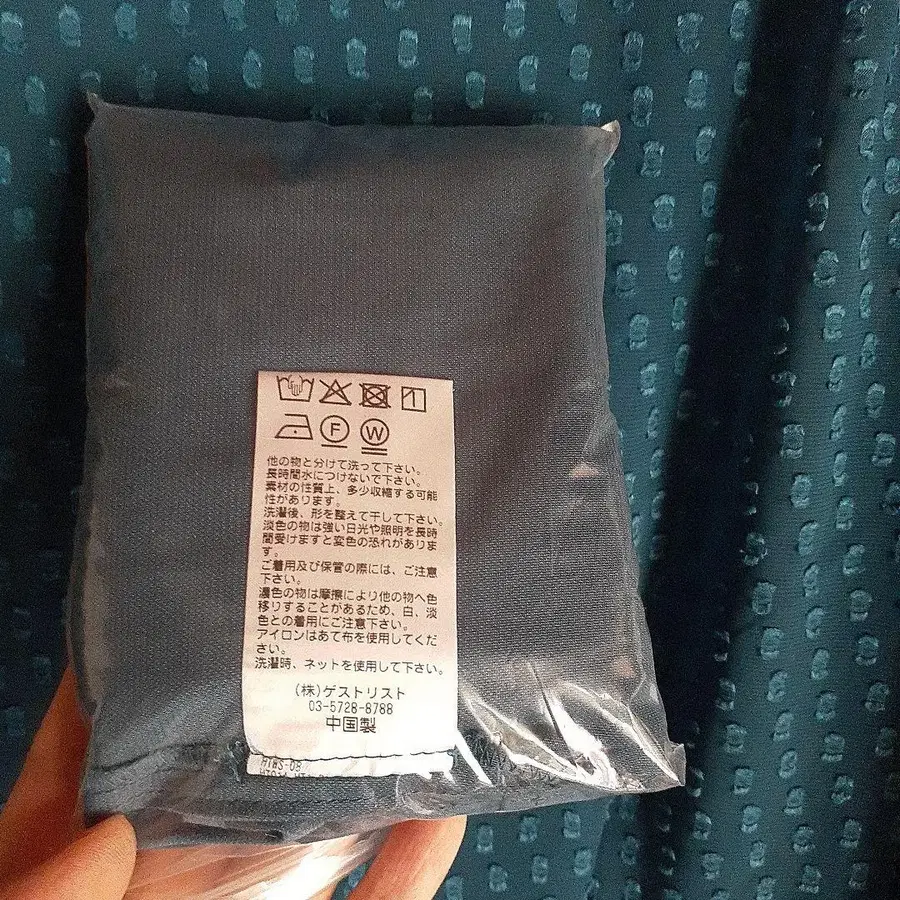 F W
他の物と分けて洗って下さい。
長時間水につけないで下さい。
素材の性質上、多少収縮する可能
性があります。
洗濯後、形を整えて干して下さい。
淡色の物は強い日光や照明を長時
間受けますと変色の恐れがありま
す。
ご着用及び保管の際には、ご注意
下さい。
濃色の物は摩擦により他の物へ色
移りすることがあるため、白、淡
色との着用にご注意下さい。
アイロンはあて布を使用してくだ
さい。
洗濯時、ネットを使用して下さい。
(株)ゲストリスト
03-5728-8788
中国製